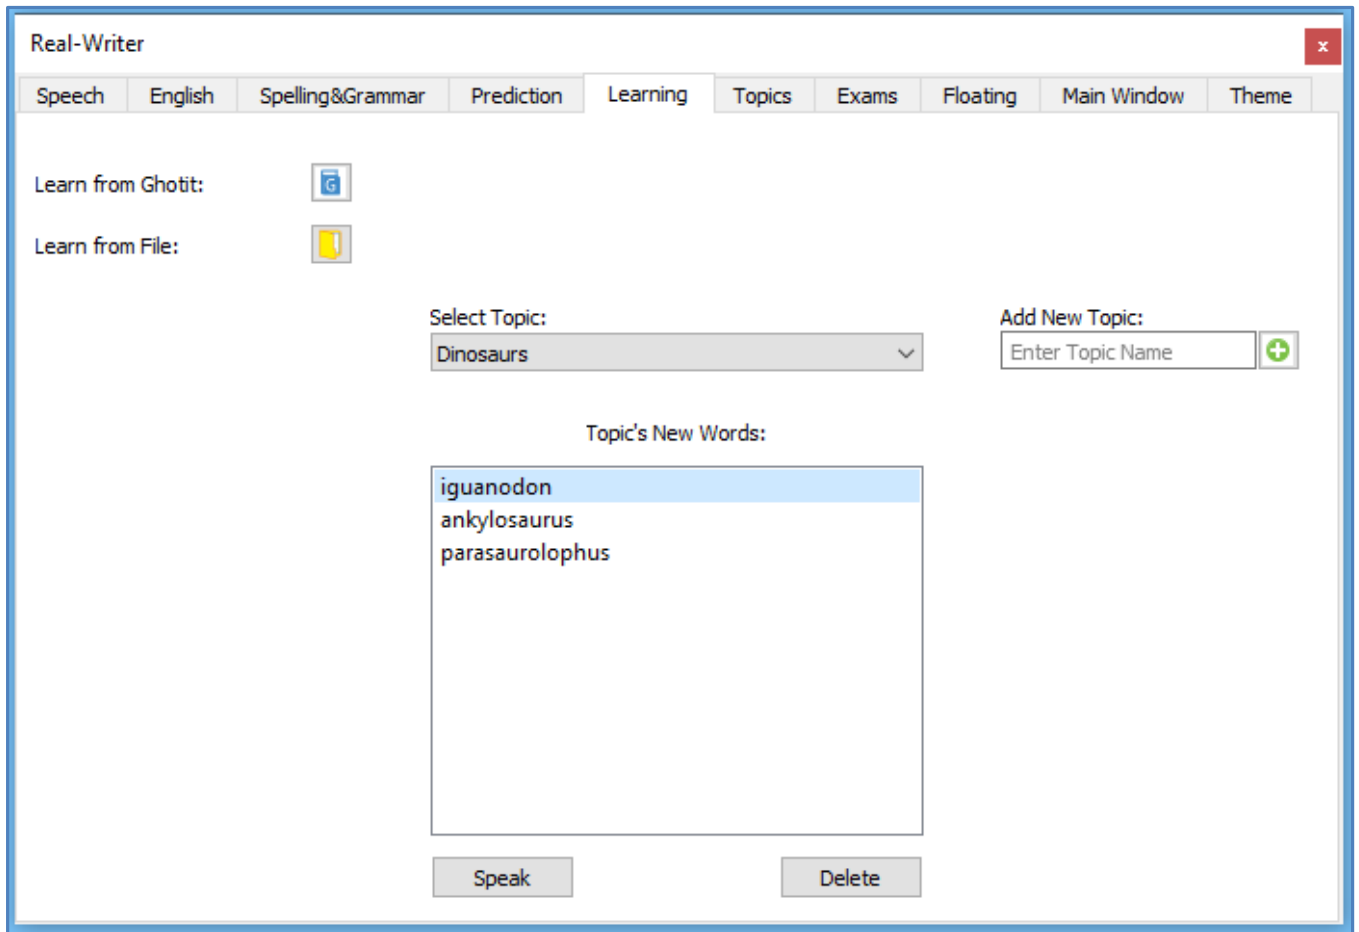 Real-Writer
x
Speech English Spelling&Grammar Prediction Learning Topics Exams Floating Main Window Theme
Learn from Ghotit:
G
Learn from File:
Select Topic:
Dinosaurs
Add New Topic:
Enter Topic Name
Topic's New Words:
iguanodon
ankylosaurus
parasaurolophus
Speak Delete